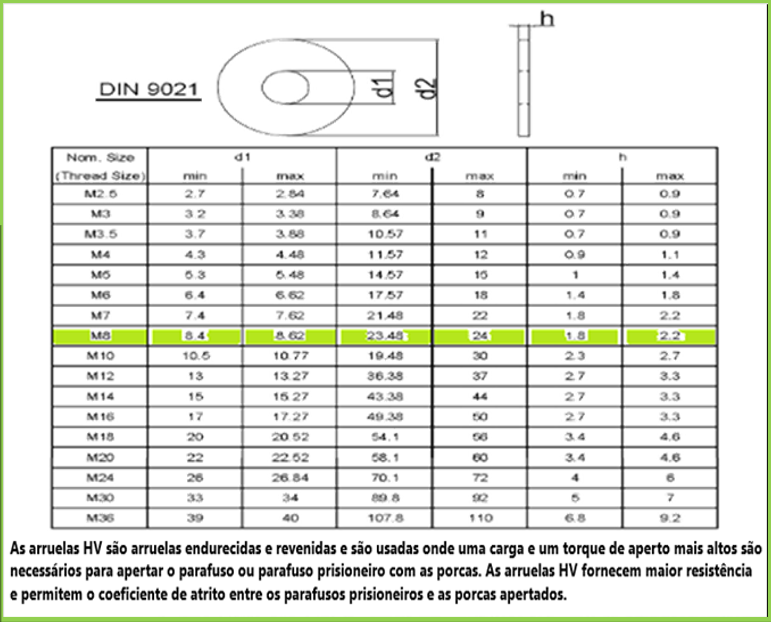 h
DIN 9021
d1
d2
Nom. Size d1 d2 h
(Thread Size) min max min max min max
M2.5 2.7 2.84 7.64 8 0.7 0.9
M3 3.2 3.38 8.64 9 0.7 0.9
M3.5 3.7 3.88 10.57 11 0.7 0.9
M4 4.3 4.48 11.57 12 0.9 1.1
M5 5.3 5.48 14.57 15 1 1.4
M6 6.4 6.62 17.57 18 1.4 1.8
M7 7.4 7.62 21.48 22 1.8 2.2
M8 8.4 8.62 23.48 24 1.8 2.2
M10 10.5 10.77 19.48 30 2.3 2.7
M12 13 13.27 36.38 37 2.7 3.3
M14 15 15.27 43.38 44 2.7 3.3
M16 17 17.27 49.38 50 2.7 3.3
M18 20 20.52 54.1 56 3.4 4.6
M20 22 22.52 58.1 60 3.4 4.6
M24 26 26.84 70.1 72 4 6
M30 33 34 89.8 92 5 7
M36 39 40 107.8 110 6.8 9.2
As arruelas HV são arruelas endurecidas e revenidas e são usadas onde uma carga e um torque de aperto mais altos são
necessários para apertar o parafuso ou parafuso prisioneiro com as porcas. As arruelas HV fornecem maior resistência
e permitem o coeficiente de atrito entre os parafusos prisioneiros e as porcas apertados.